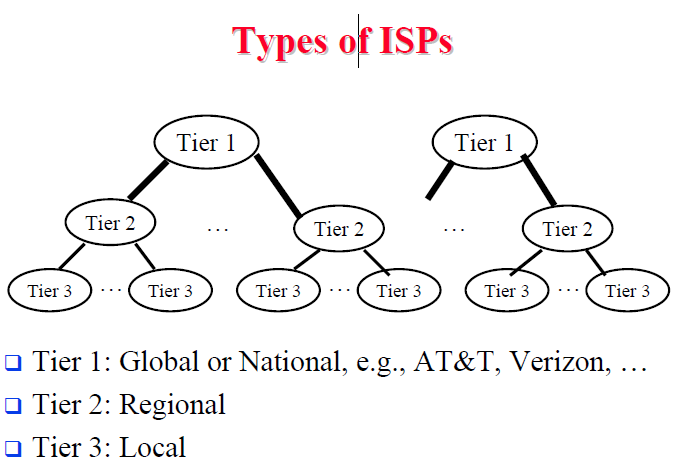 Types of ISPs
Tier 1 Tier 1
Tier 2 ... Tier 2 ... Tier 2
Tier 3 ... Tier 3 Tier 3 ... Tier 3 Tier 3 ... Tier 3
❑ Tier 1: Global or National, e.g., AT&T, Verizon, …
❑ Tier 2: Regional
❑ Tier 3: Local